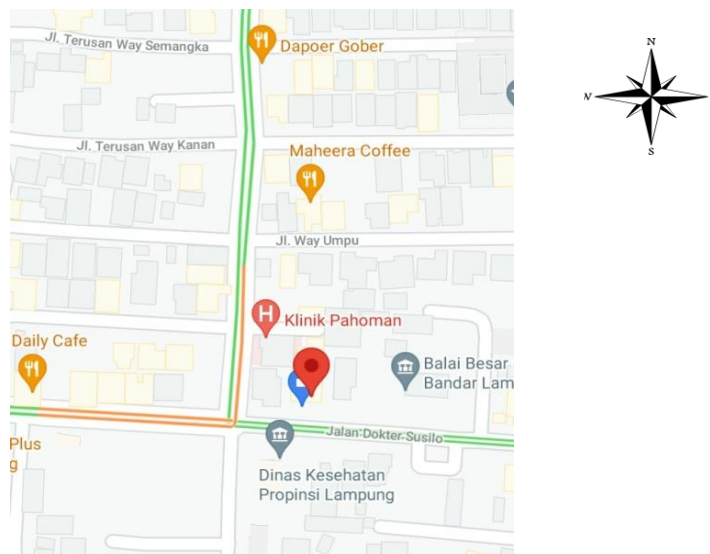 Jl. Terusan Way Semangka
Dapoer Gober
Jl. Terusan Way Kanan
Maheera Coffee
Jl. Way Umpu
H
Klinik Pahoman
Daily Cafe
Balai Besar
Bandar Lam
Plus
g
Jalan Dokter Susilo
Dinas Kesehatan
Propinsi Lampung
N
W
S